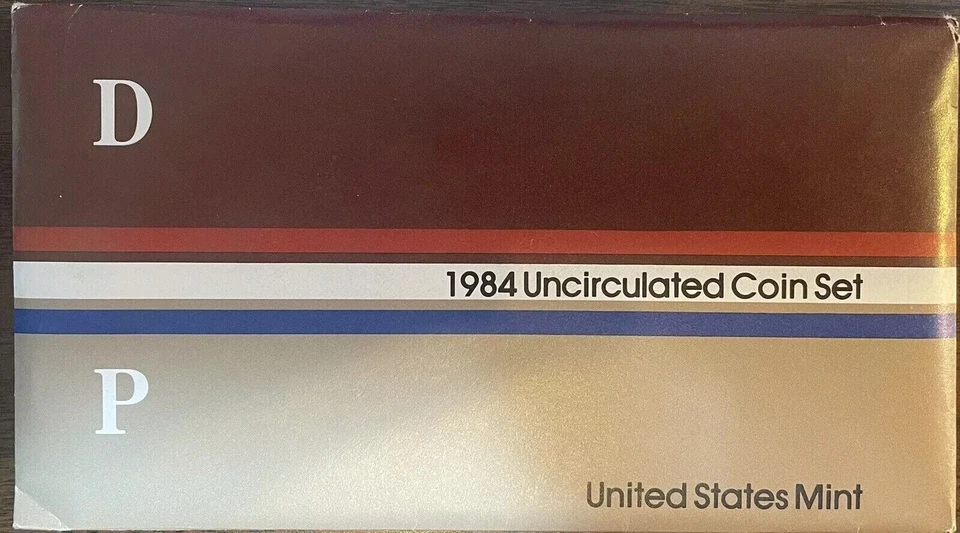 D
1984 Uncirculated Coin Set
P
United States Mint